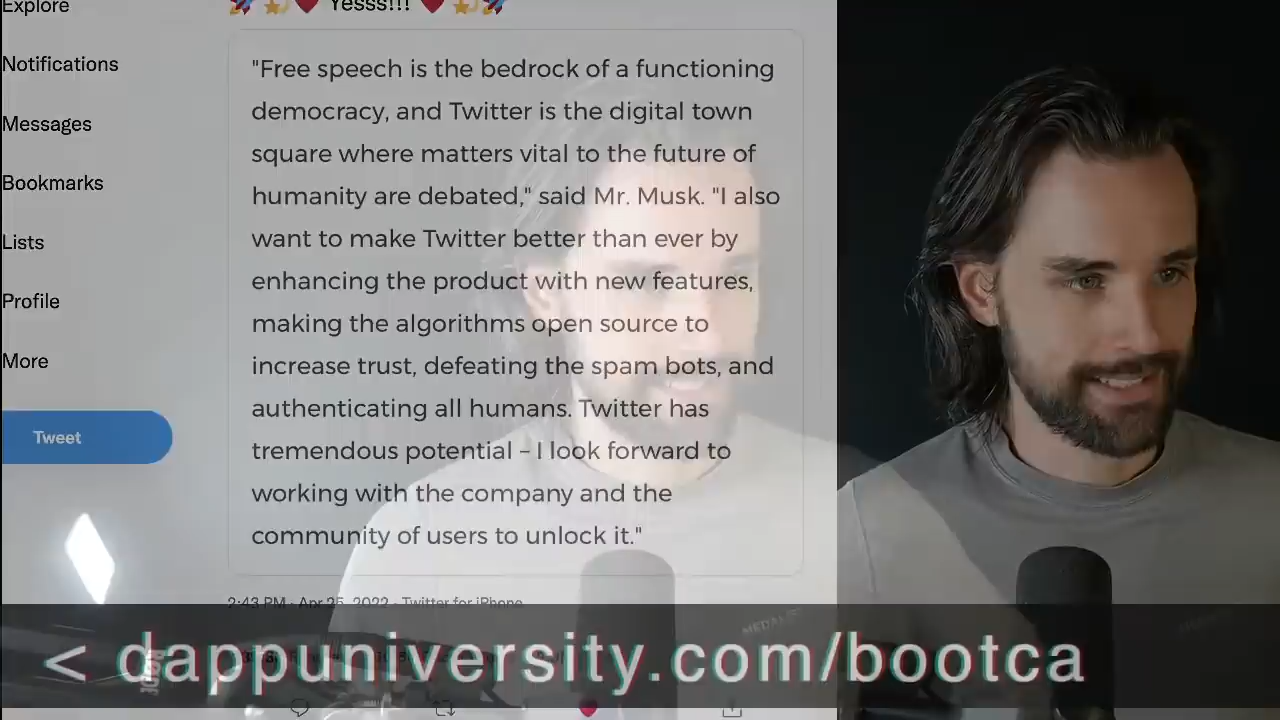 Explore
🚀 💫 ❤️ Yesss!!! ❤️ 💫 🚀
Notifications
Messages
Bookmarks
Lists
Profile
More
Tweet
"Free speech is the bedrock of a functioning
democracy, and Twitter is the digital town
square where matters vital to the future of
humanity are debated," said Mr. Musk. "I also
want to make Twitter better than ever by
enhancing the product with new features,
making the algorithms open source to
increase trust, defeating the spam bots, and
authenticating all humans. Twitter has
tremendous potential – I look forward to
working with the company and the
community of users to unlock it."
2:43 PM · Apr 25, 2022 · Twitter for iPhone
< dappuniversity.com/bootca